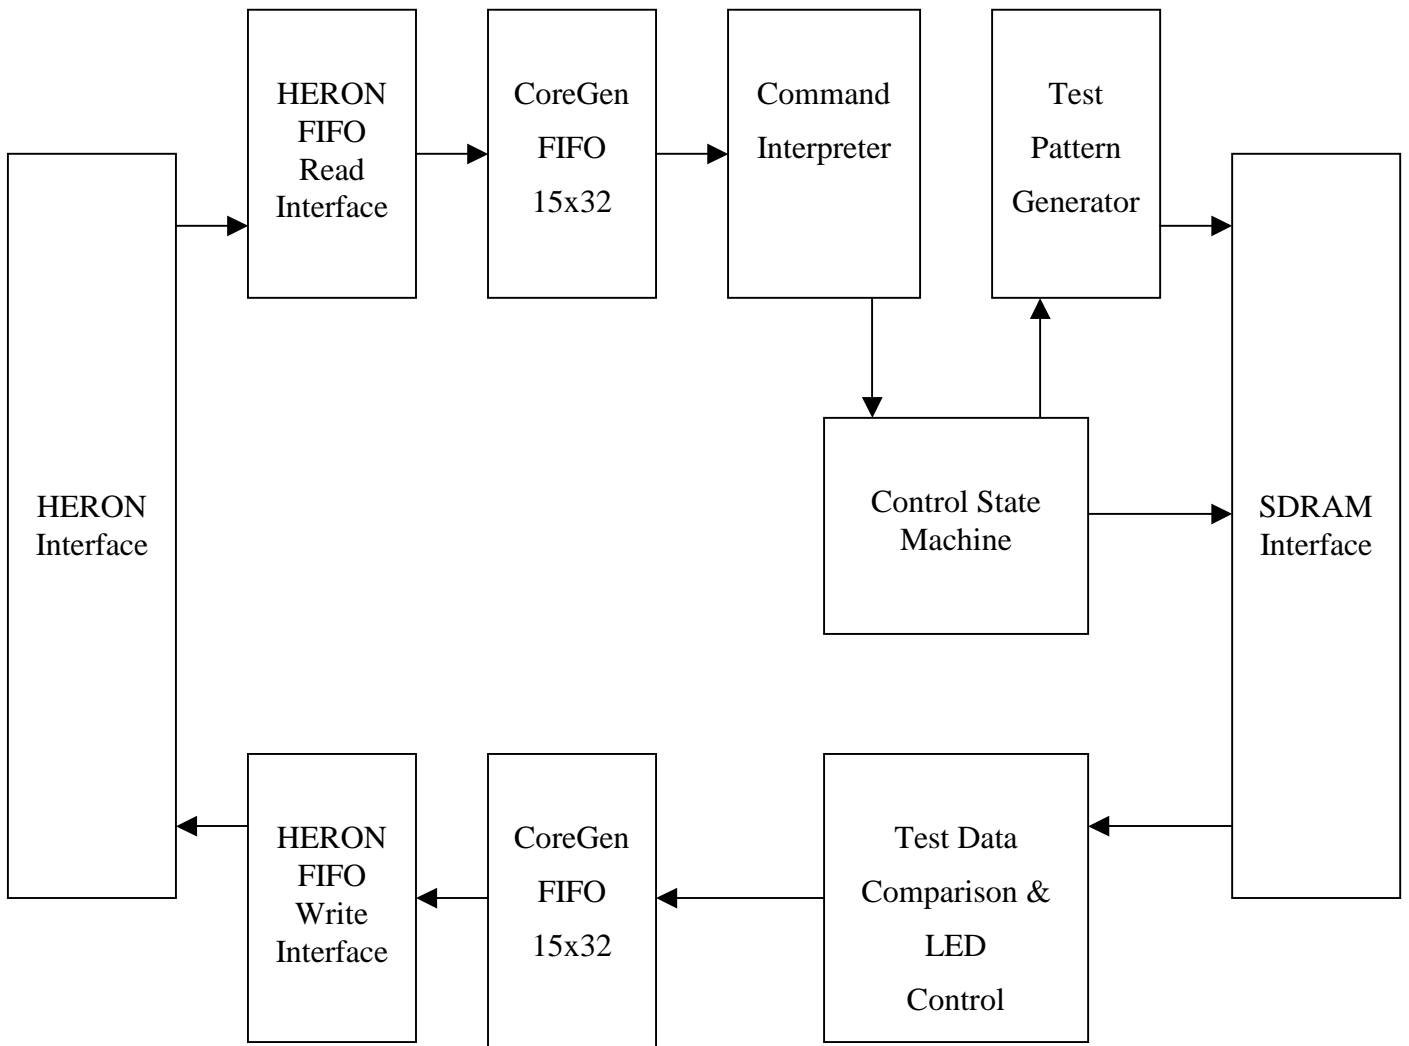 HERON
FIFO
Read
Interface
CoreGen
FIFO
15x32
Command
Interpreter
Test
Pattern
Generator
HERON
Interface
Control State
Machine
SDRAM
Interface
HERON
FIFO
Write
Interface
CoreGen
FIFO
15x32
Test Data
Comparison &
LED
Control